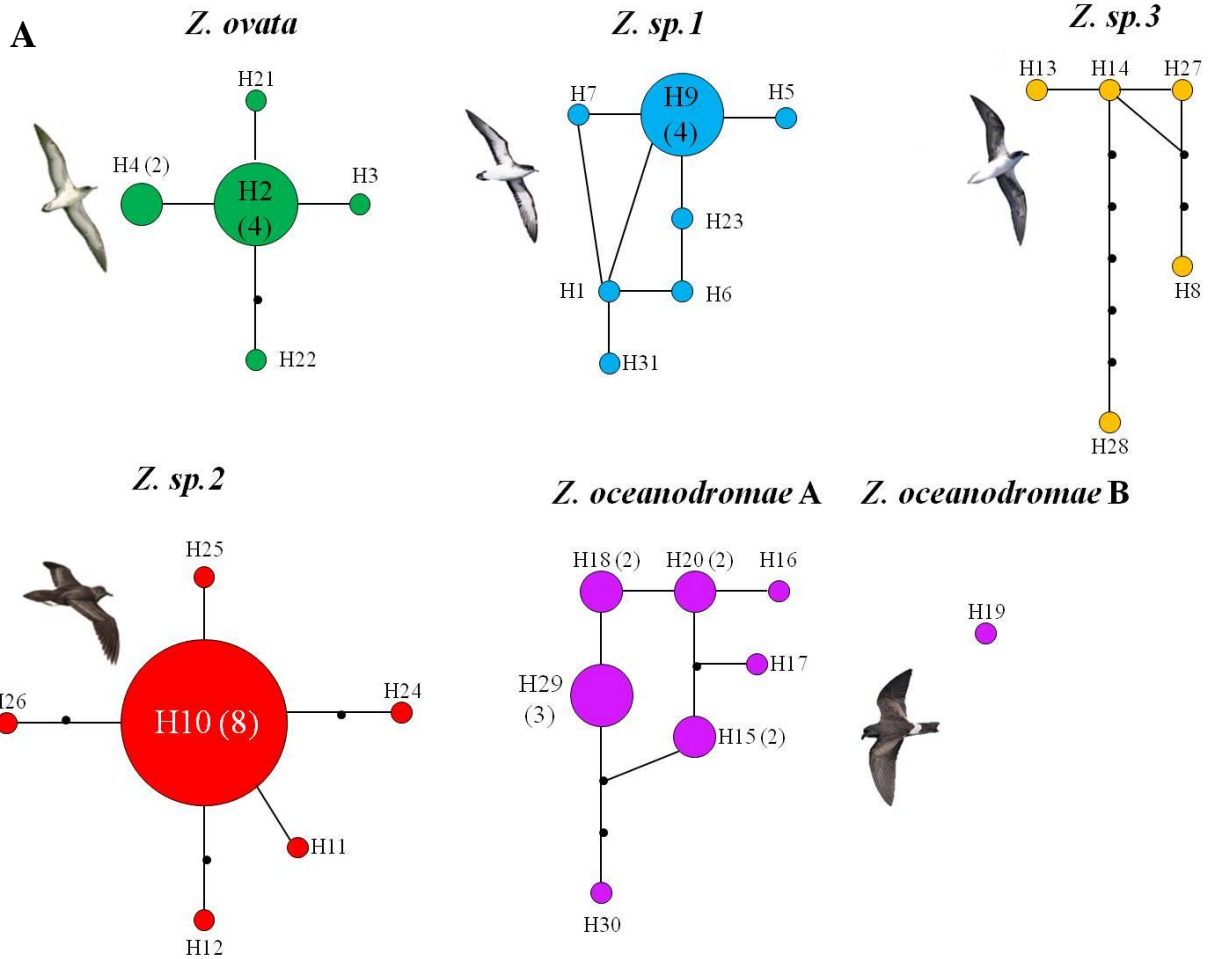 A
Z. ovata
H21
H4 (2)
H2
(4)
H3
H22
Z. sp.1
H7
H9
(4)
H5
H23
H1
H6
H31
Z. sp.3
H13
H14
H27
H8
H28
Z. sp.2
H25
H26
H10 (8)
H24
H11
H12
Z. oceanodromae A
H18 (2)
H20 (2)
H16
H17
H29
(3)
H15 (2)
H30
Z. oceanodromae B
H19